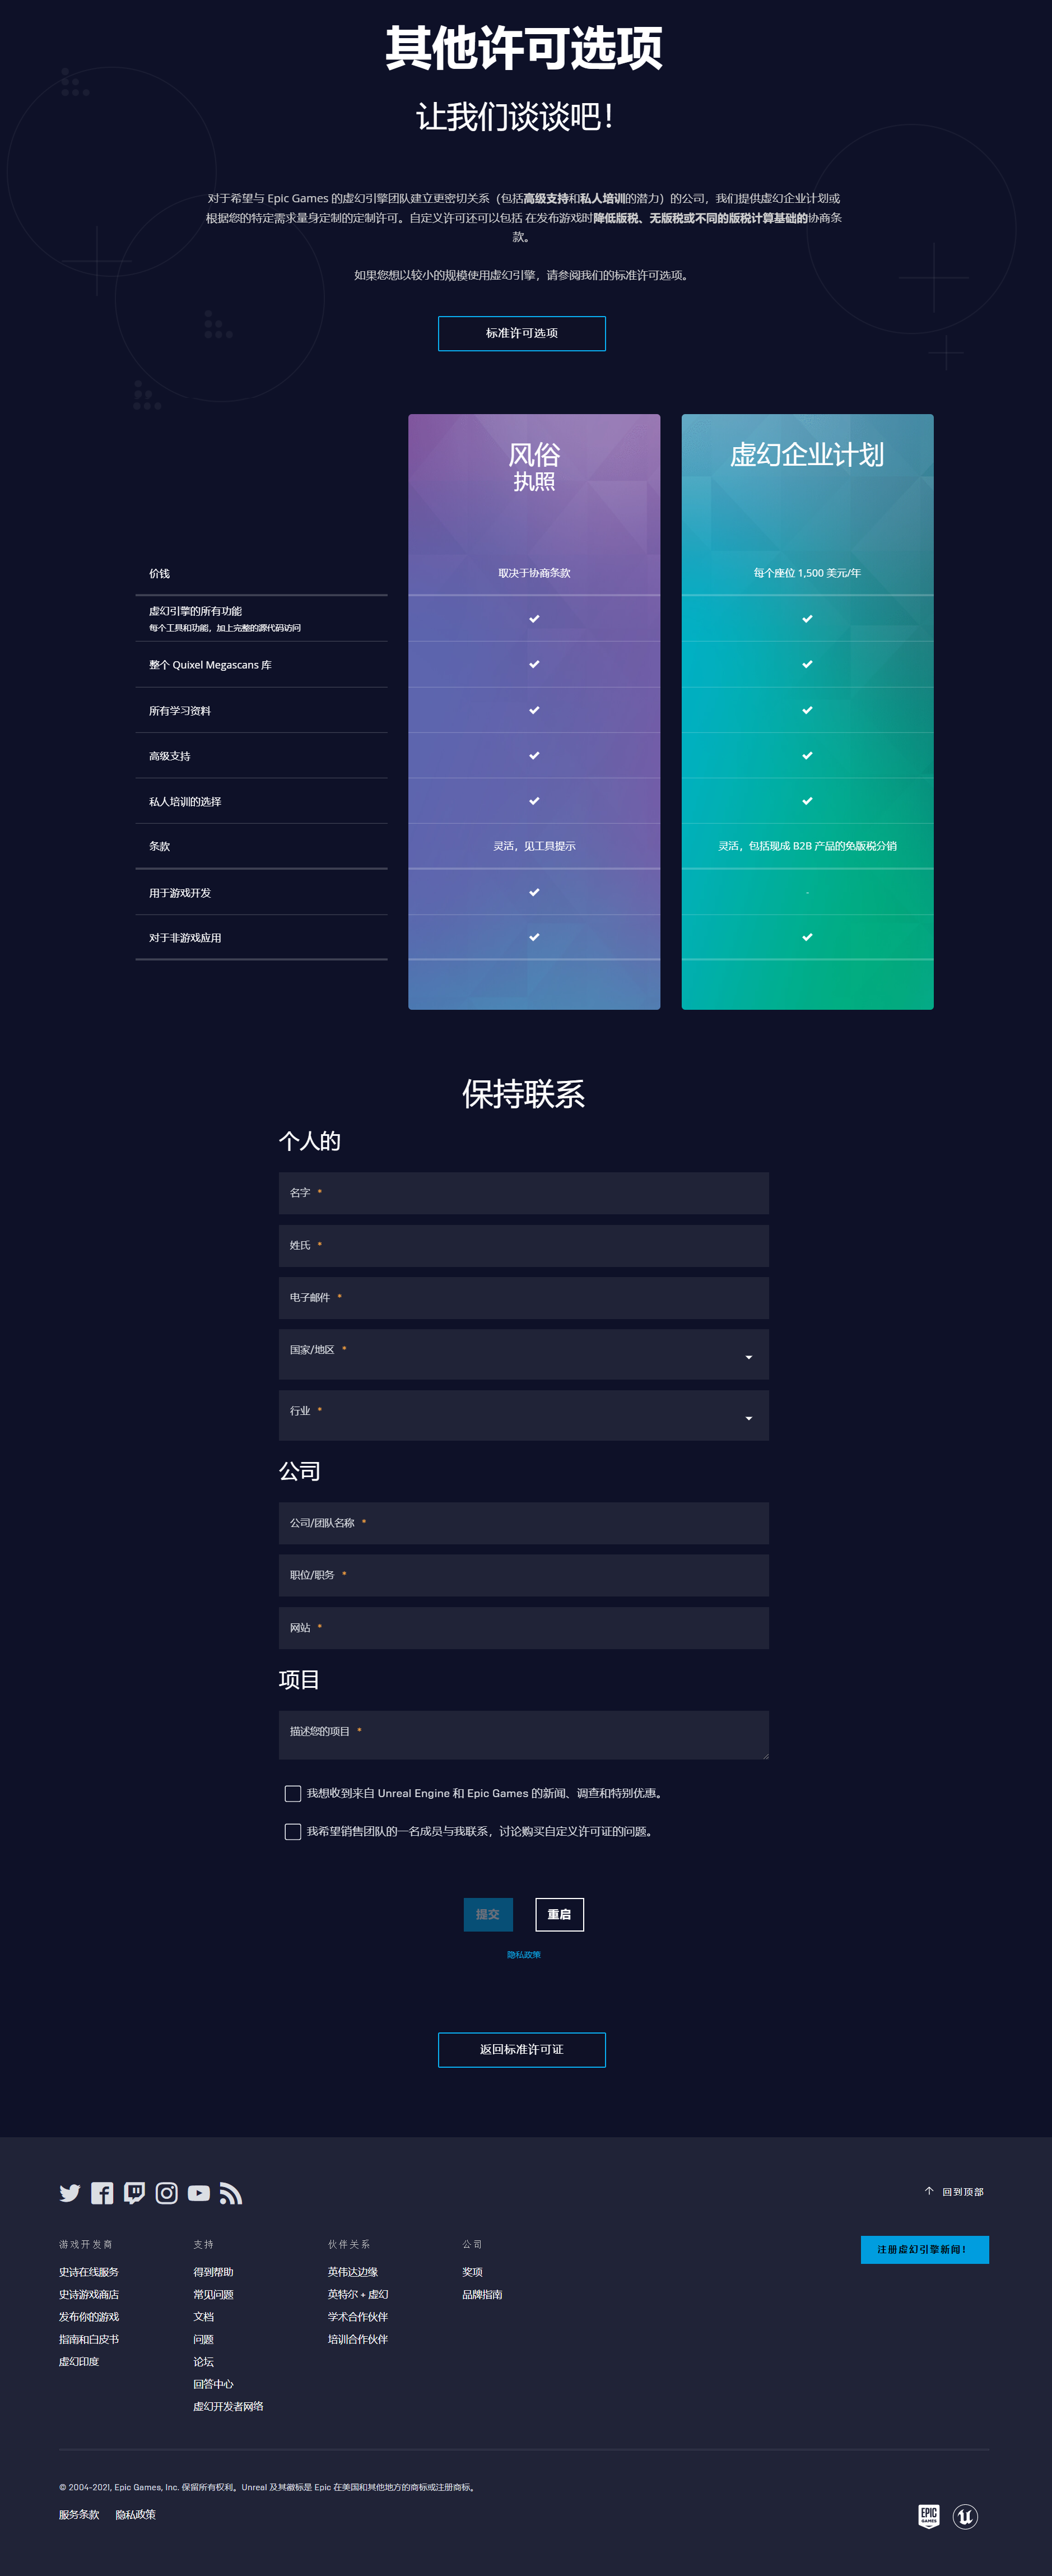 其他许可选项
让我们谈谈吧！
对于希望与 Epic Games 的虚幻引擎团队建立更密切关系（包括高级支持和私人培训的潜力）的公司，我们提供虚幻企业计划或
根据您的特定需求量身定制的定制许可。自定义许可还可以包括 在发布游戏时降低版税、无版税或不同的版税计算基础的协商条
款。
如果您想以较小的规模使用虚幻引擎，请参阅我们的标准许可选项。
标准许可选项
风俗
执照
虚幻企业计划
价钱
取决于协商条款
每个座位 1,500 美元/年
虚幻引擎的所有功能
每个工具和功能，加上完整的源代码访问
整个 Quixel Megascans 库
所有学习资料
高级支持
私人培训的选择
条款
灵活，见工具提示
灵活，包括现成 B2B 产品的免版税分销
用于游戏开发
-
对于非游戏应用
保持联系
个人的
名字 *
姓氏 *
电子邮件 *
国家/地区 *
行业 *
公司
公司/团队名称 *
职位/职务 *
网站 *
项目
描述您的项目 *
我想收到来自 Unreal Engine 和 Epic Games 的新闻、调查和特别优惠。
我希望销售团队的一名成员与我联系，讨论购买自定义许可证的问题。
提交
重启
隐私政策
返回标准许可证
回到顶部
游戏开发商
史诗在线服务
史诗游戏商店
发布你的游戏
指南和白皮书
虚幻印度
支持
得到帮助
常见问题
文档
问题
论坛
回答中心
虚幻开发者网络
伙伴关系
英伟达边缘
英特尔 + 虚幻
学术合作伙伴
培训合作伙伴
公司
奖项
品牌指南
注册虚幻引擎新闻！
© 2004-2021, Epic Games, Inc. 保留所有权利。Unreal 及其徽标是 Epic 在美国和其他地方的商标或注册商标。
服务条款
隐私政策
EPIC
GAMES